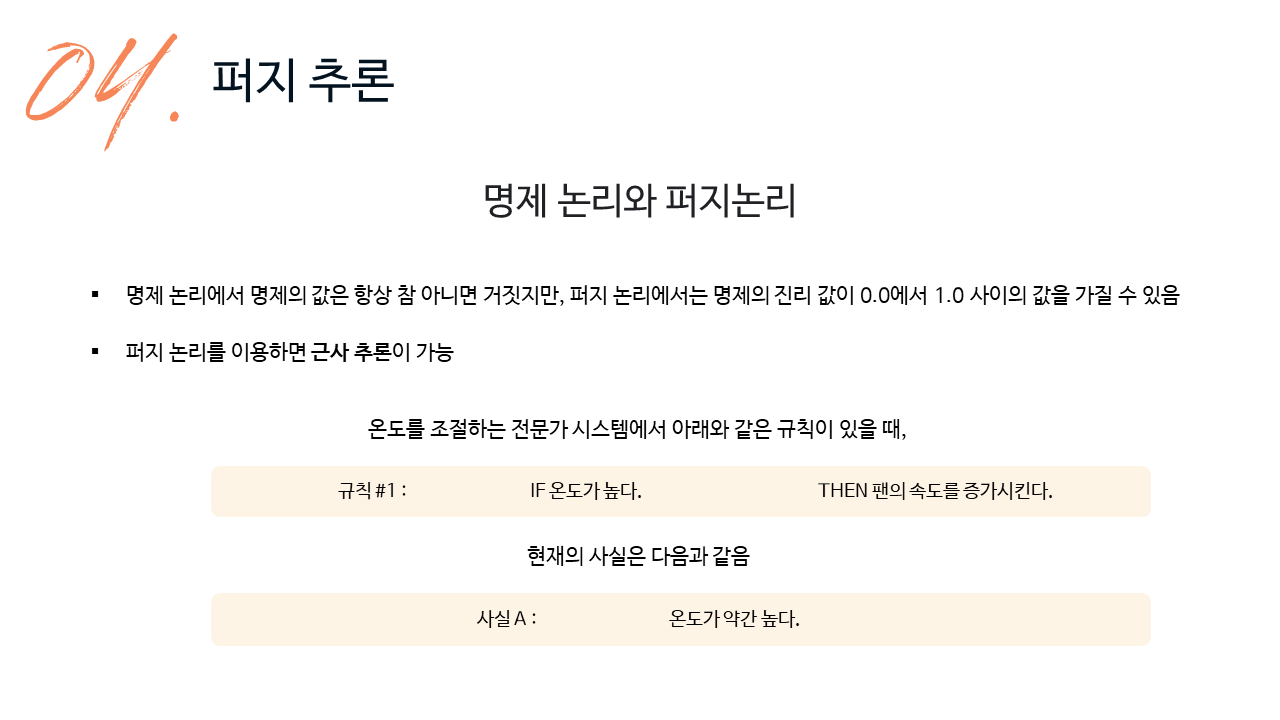 04. 퍼지 추론
명제 논리와 퍼지논리
▪ 명제 논리에서 명제의 값은 항상 참 아니면 거짓지만, 퍼지 논리에서는 명제의 진리 값이 0.0에서 1.0 사이의 값을 가질 수 있음
▪ 퍼지 논리를 이용하면 근사 추론이 가능
온도를 조절하는 전문가 시스템에서 아래와 같은 규칙이 있을 때,
규칙 #1 : IF 온도가 높다. THEN 팬의 속도를 증가시킨다.
현재의 사실은 다음과 같음
사실 A : 온도가 약간 높다.